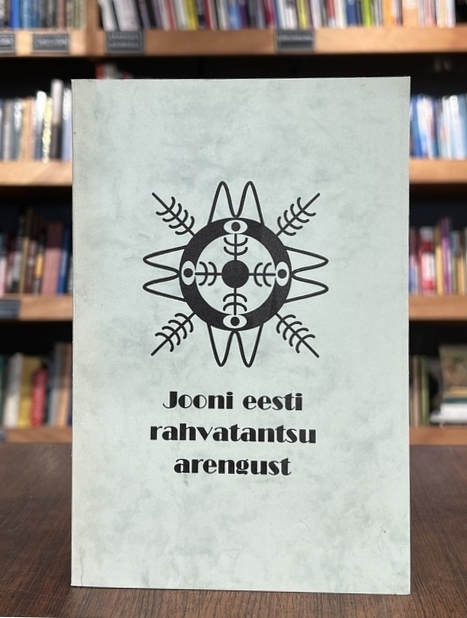 Jooni eesti
rahvatantsu
arengust